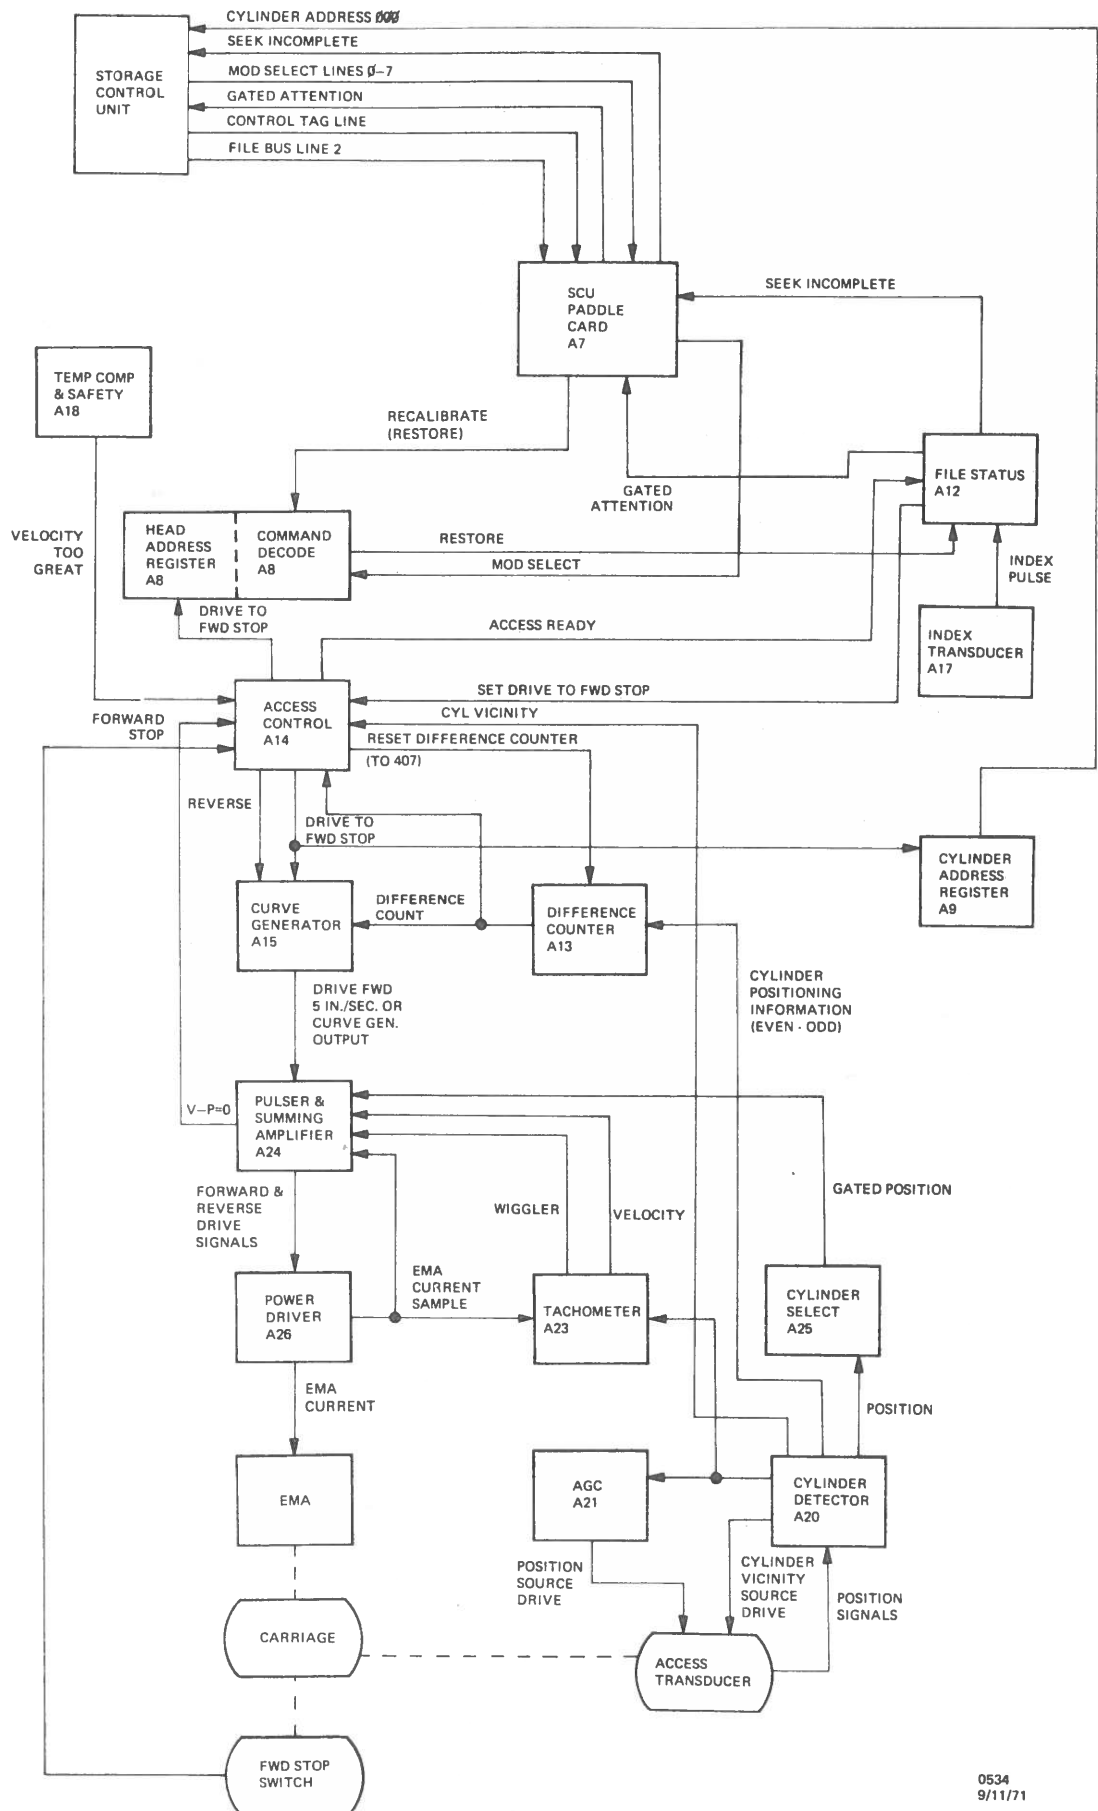 CYLINDER ADDRESS 000
SEEK INCOMPLETE
MOD SELECT LINES 0-7
GATED ATTENTION
CONTROL TAG LINE
FILE BUS LINE 2
STORAGE
CONTROL
UNIT
SCU
PADDLE
CARD
A7
SEEK INCOMPLETE
TEMP COMP
& SAFETY
A18
RECALIBRATE
(RESTORE)
GATED
ATTENTION
FILE STATUS
A12
VELOCITY
TOO
GREAT
HEAD
ADDRESS
REGISTER
A8
COMMAND
DECODE
A8
RESTORE
MOD SELECT
INDEX
PULSE
DRIVE TO
FWD STOP
ACCESS READY
INDEX
TRANSDUCER
A17
FORWARD
STOP
ACCESS
CONTROL
A14
SET DRIVE TO FWD STOP
CYL VICINITY
RESET DIFFERENCE COUNTER
(TO 407)
REVERSE
DRIVE TO
FWD STOP
CYLINDER
ADDRESS
REGISTER
A9
CURVE
GENERATOR
A15
DIFFERENCE
COUNT
DIFFERENCE
COUNTER
A13
DRIVE FWD
5 IN./SEC. OR
CURVE GEN.
OUTPUT
CYLINDER
POSITIONING
INFORMATION
(EVEN - ODD)
V-P=0
PULSER &
SUMMING
AMPLIFIER
A24
FORWARD &
REVERSE
DRIVE
SIGNALS
WIGGLER
VELOCITY
GATED POSITION
POWER
DRIVER
A26
EMA
CURRENT
SAMPLE
TACHOMETER
A23
CYLINDER
SELECT
A25
EMA
CURRENT
POSITION
EMA
AGC
A21
CYLINDER
DETECTOR
A20
POSITION
SOURCE
DRIVE
CYLINDER
VICINITY
SOURCE
DRIVE
POSITION
SIGNALS
CARRIAGE
ACCESS
TRANSDUCER
FWD STOP
SWITCH
0534
9/11/71